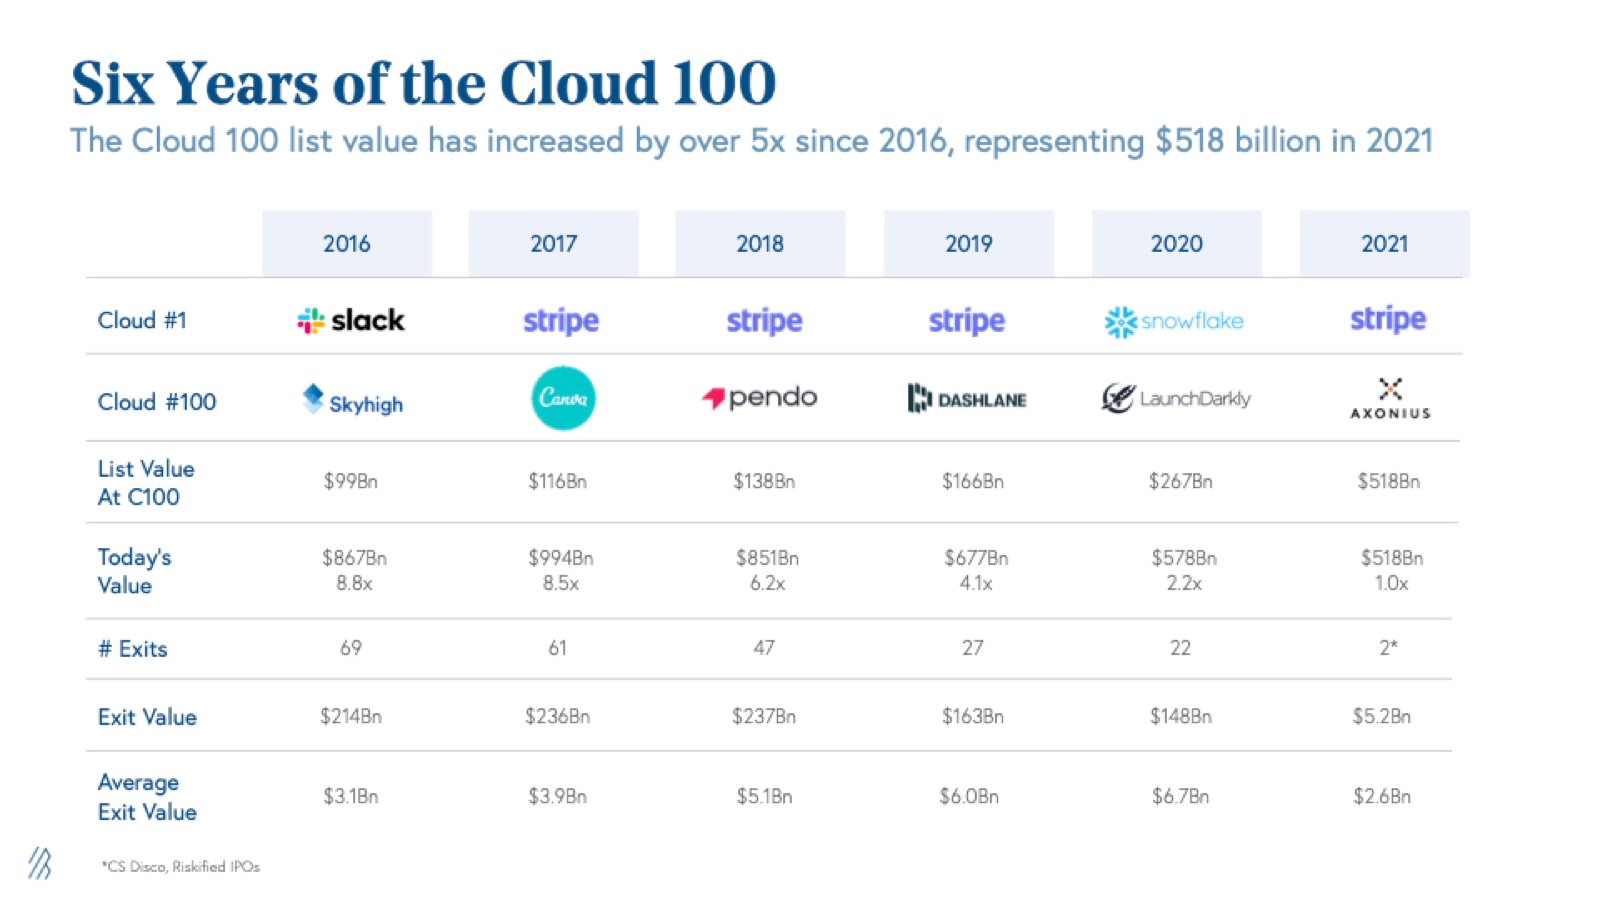 Six Years of the Cloud 100
The Cloud 100 list value has increased by over 5x since 2016, representing $518 billion in 2021
2016 2017 2018 2019 2020 2021
Cloud #1 slack stripe stripe stripe snowflake stripe
Cloud #100 Skyhigh Canva pendo DASHLANE LaunchDarkly AXONIUS
List Value
At C100
$99Bn $116Bn $138Bn $166Bn $267Bn $518Bn
Today's
Value
$867Bn $994Bn $851Bn $677Bn $578Bn $518Bn
8.8x 8.5x 6.2x 4.1x 2.2x 1.0x
# Exits 69 61 47 27 22 2*
Exit Value $214Bn $236Bn $237Bn $163Bn $148Bn $5.2Bn
Average
Exit Value
$3.1Bn $3.9Bn $5.1Bn $6.0Bn $6.7Bn $2.6Bn
*CS Disco, Riskified IPOs